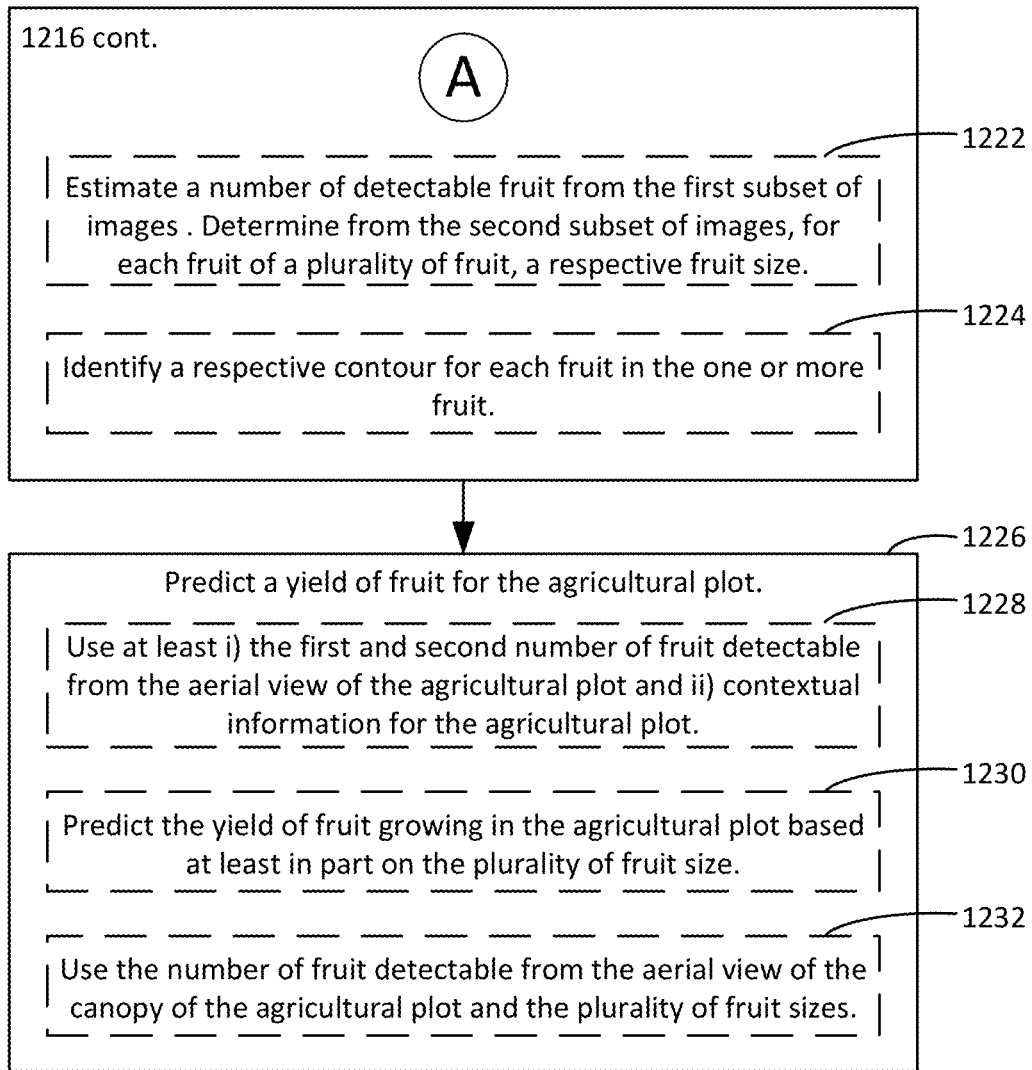 1216 cont.
A
1222
Estimate a number of detectable fruit from the first subset of
images . Determine from the second subset of images, for
each fruit of a plurality of fruit, a respective fruit size.
1224
Identify a respective contour for each fruit in the one or more
fruit.
1226
Predict a yield of fruit for the agricultural plot.
1228
Use at least i) the first and second number of fruit detectable
from the aerial view of the agricultural plot and ii) contextual
information for the agricultural plot.
1230
Predict the yield of fruit growing in the agricultural plot based
at least in part on the plurality of fruit size.
1232
Use the number of fruit detectable from the aerial view of the
canopy of the agricultural plot and the plurality of fruit sizes.